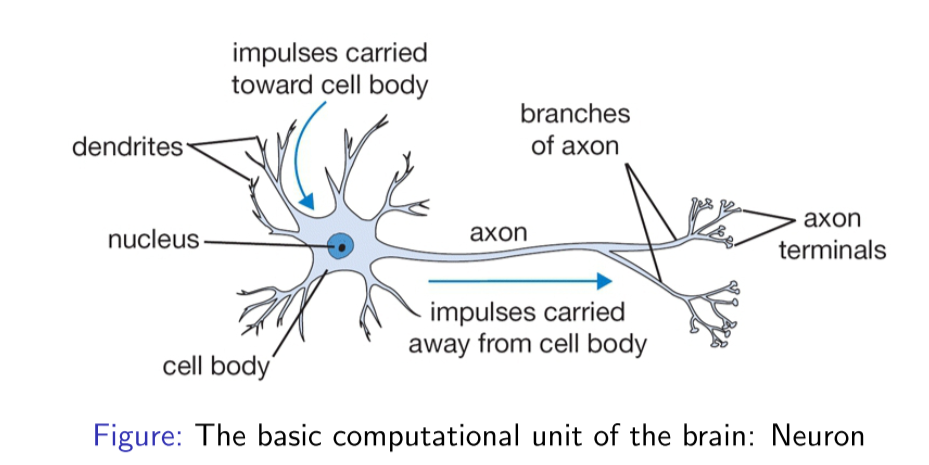 impulses carried
toward cell body
branches
of axon
dendrites
axon
terminals
nucleus
axon
impulses carried
away from cell body
cell body
Figure: The basic computational unit of the brain: Neuron